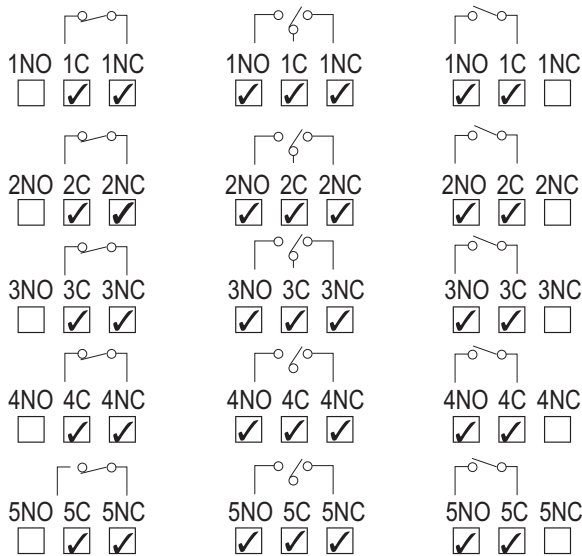 1NO 1C 1NC 1NO 1C 1NC 1NO 1C 1NC
2NO 2C 2NC 2NO 2C 2NC 2NO 2C 2NC
3NO 3C 3NC 3NO 3C 3NC 3NO 3C 3NC
4NO 4C 4NC 4NO 4C 4NC 4NO 4C 4NC
5NO 5C 5NC 5NO 5C 5NC 5NO 5C 5NC